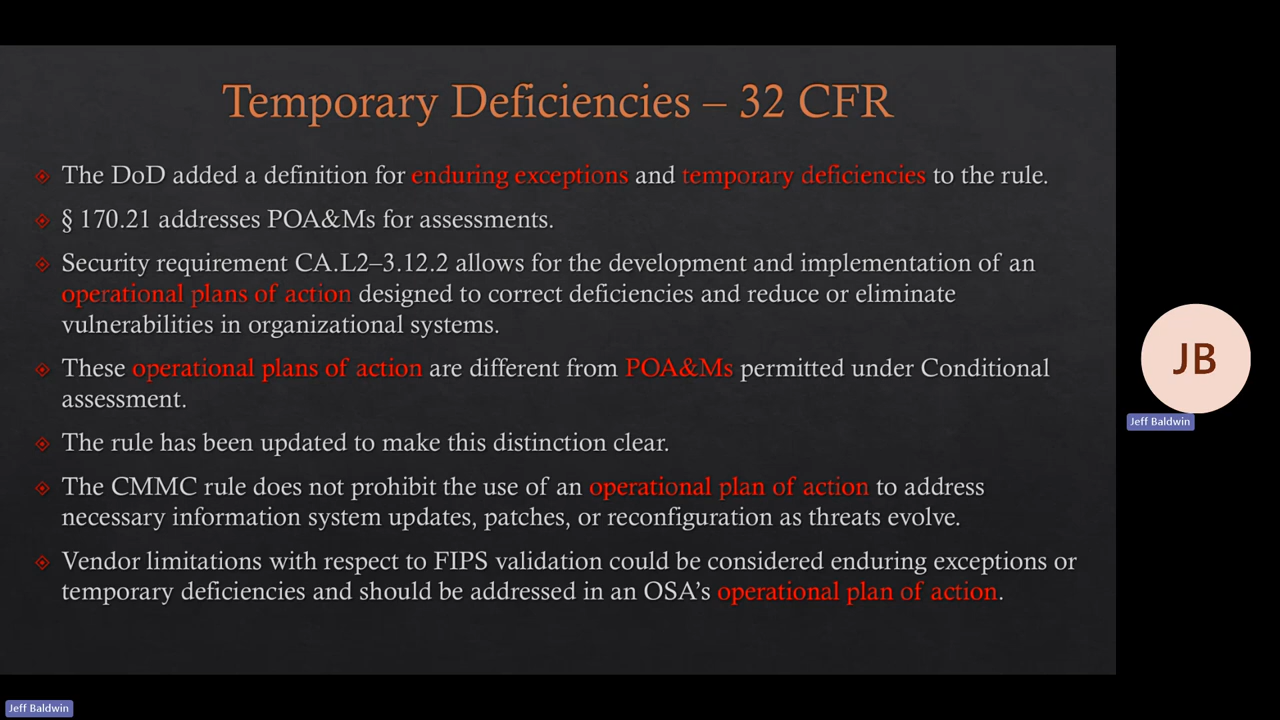 Temporary Deficiencies – 32 CFR
The DoD added a definition for enduring exceptions and temporary deficiencies to the rule.
§ 170.21 addresses POA&Ms for assessments.
Security requirement CA.L2–3.12.2 allows for the development and implementation of an
operational plans of action designed to correct deficiencies and reduce or eliminate
vulnerabilities in organizational systems.
These operational plans of action are different from POA&Ms permitted under Conditional
assessment.
The rule has been updated to make this distinction clear.
The CMMC rule does not prohibit the use of an operational plan of action to address
necessary information system updates, patches, or reconfiguration as threats evolve.
Vendor limitations with respect to FIPS validation could be considered enduring exceptions or
temporary deficiencies and should be addressed in an OSA’s operational plan of action.
JB
Jeff Baldwin
Jeff Baldwin